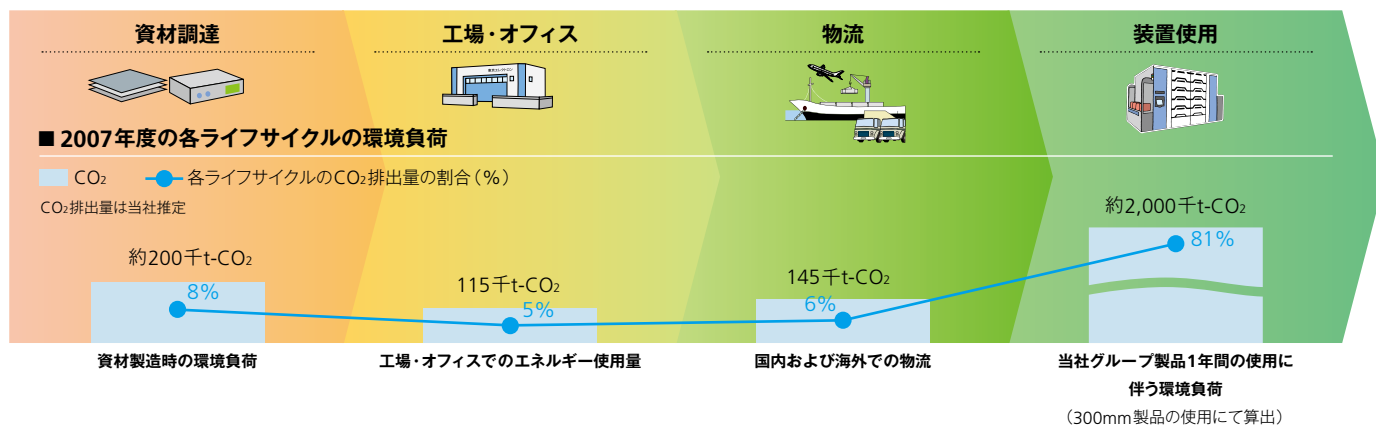 資材調達
工場・オフィス
物流
装置使用
東京エレクトロン
■ 2007年度の各ライフサイクルの環境負荷
CO₂ 各ライフサイクルのCO₂排出量の割合(%)
CO₂排出量は当社推定
約200千t-CO₂
8%
115千t-CO₂
5%
145千t-CO₂
6%
約2,000千t-CO₂
81%
資材製造時の環境負荷
工場・オフィスでのエネルギー使用量
国内および海外での物流
当社グループ製品1年間の使用に
伴う環境負荷
(300mm製品の使用にて算出)